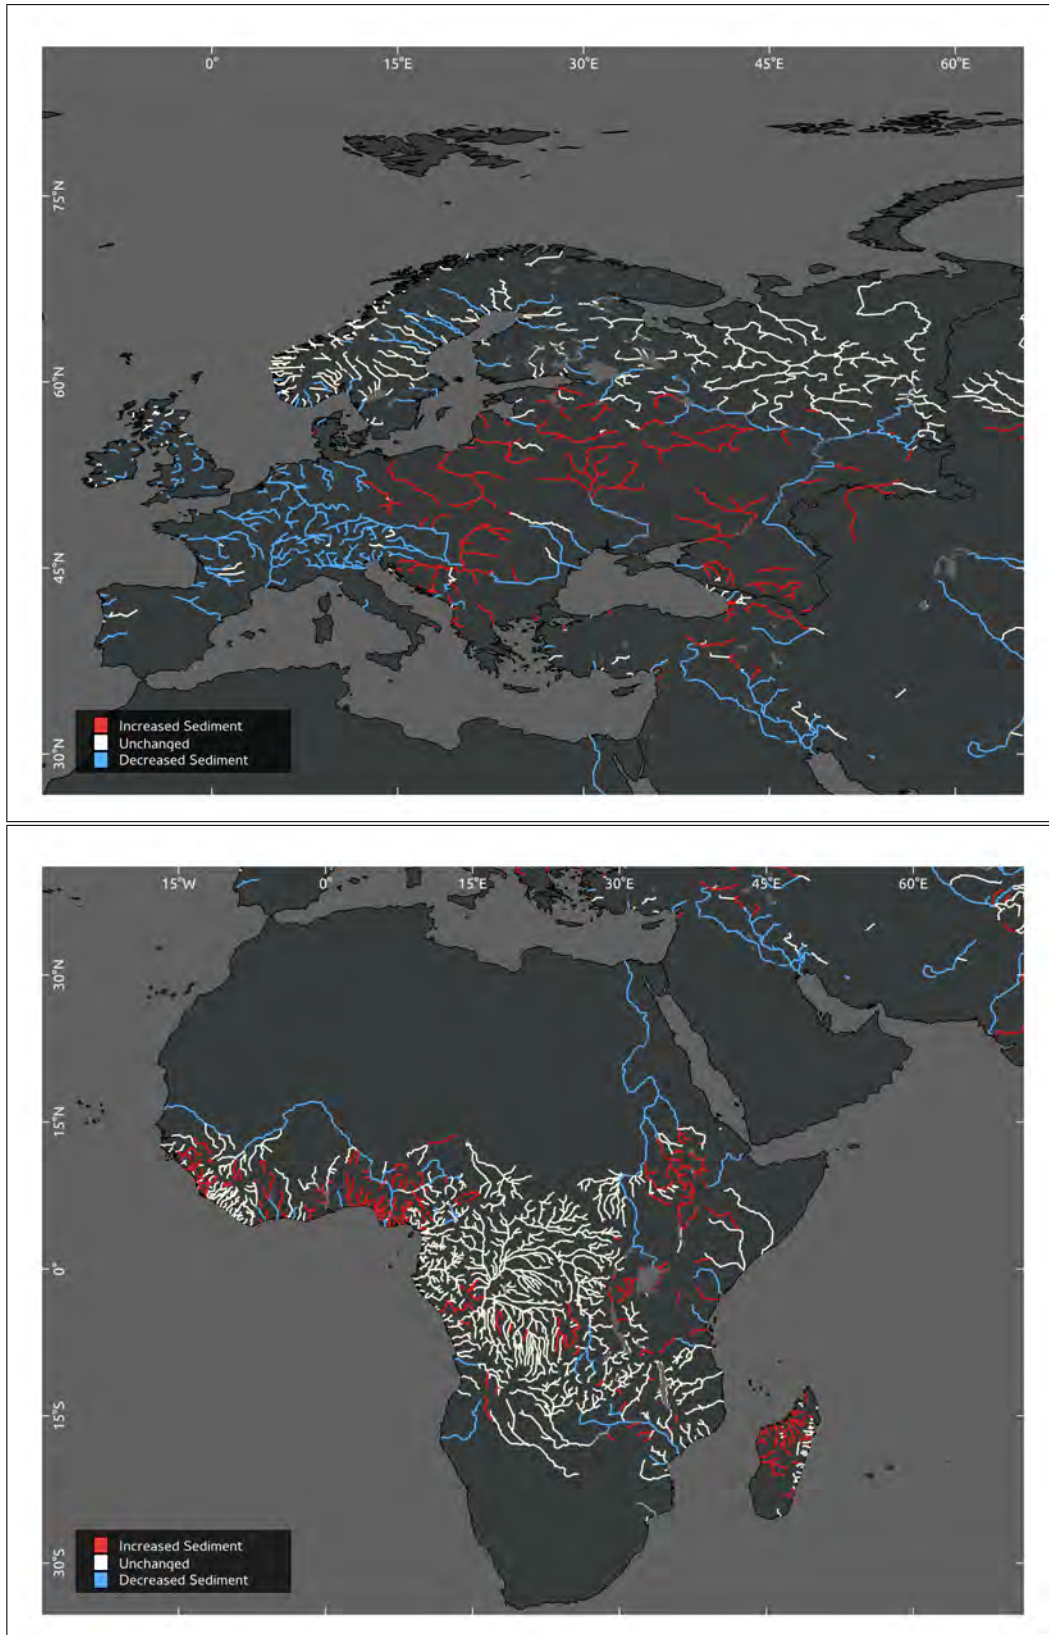 0° 15°E 30°E 45°E 60°E
75°N
60°N
45°N
30°N
Increased Sediment
Unchanged
Decreased Sediment
15°W 0° 15°E 30°E 45°E 60°E
30°N
15°N
0°
15°S
30°S
Increased Sediment
Unchanged
Decreased Sediment